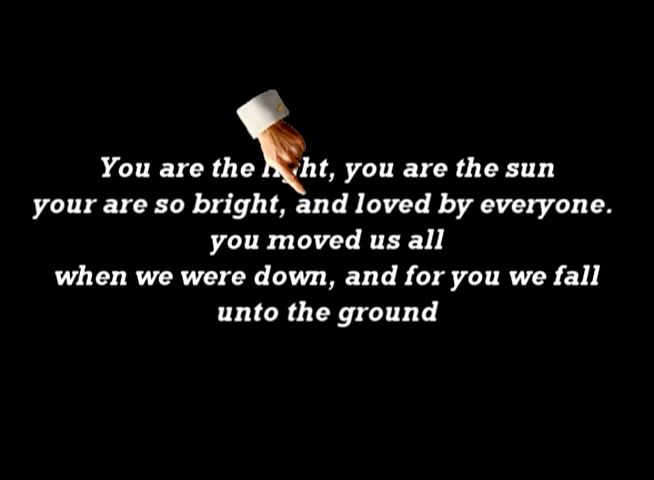 You are the light, you are the sun
your are so bright, and loved by everyone.
you moved us all
when we were down, and for you we fall
unto the ground